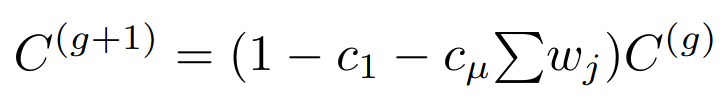 C^{(g+1)} = (1 − c_1 − c_μ∑w_j)C^{(g)}